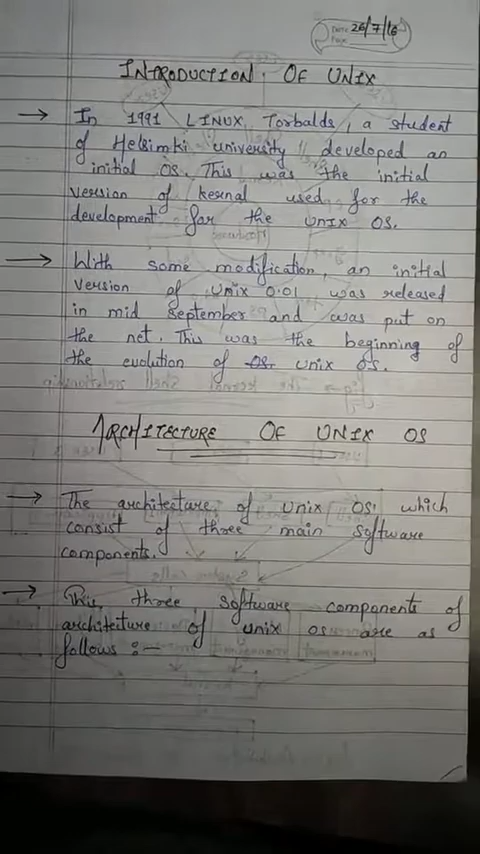 Date 26/7/16
Page
INTRODUCTION. OF UNIX
→ In 1991 LINUX Torbalds, a student
of Helsimki university developed an
initial OS. This was the initial
version of kernal used for the
development for the UNIX OS.
→ With some modification, an initial
version of Unix 0.01 was released
in mid september and was put on
the net. This was the beginning of
the evolution of OS. UNIX OS.
ARCHITECTURE OF UNIX OS
→ The architecture of Unix OS. which
consist of three main software
components.
→ This three software components of
architecture of unix OS are as
follows :-